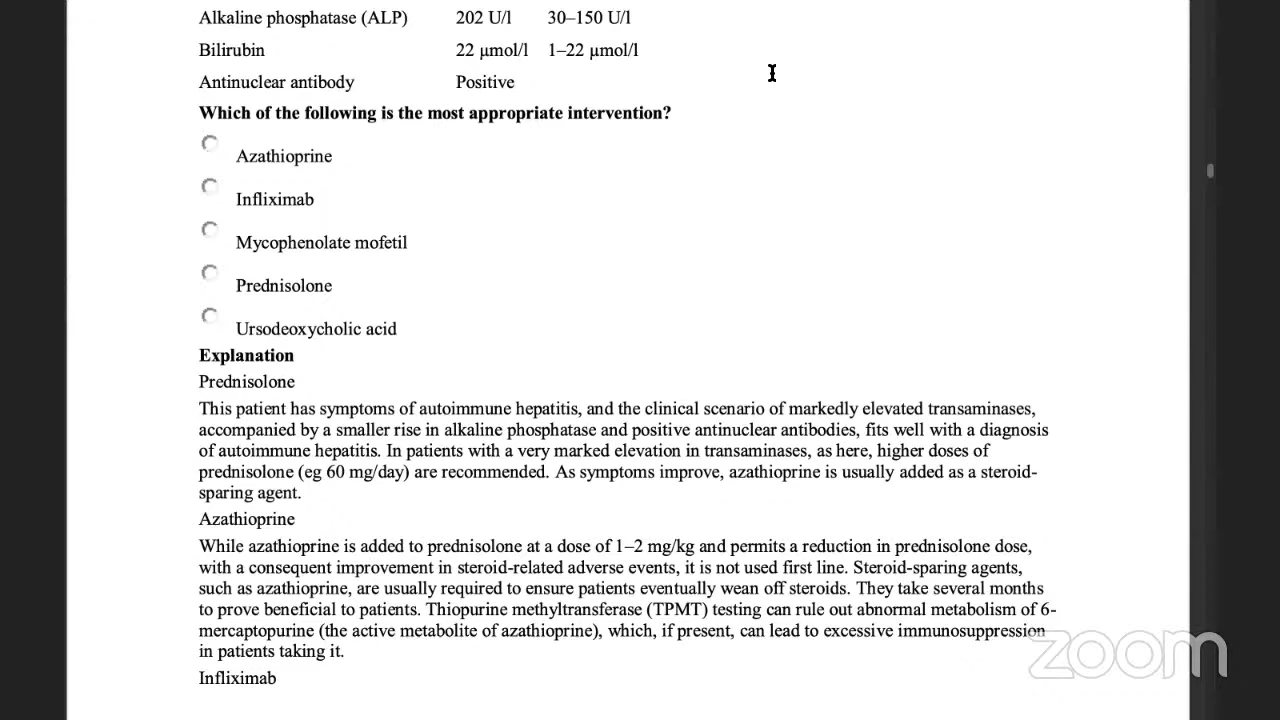 Alkaline phosphatase (ALP) 202 U/l 30–150 U/l
Bilirubin 22 µmol/l 1–22 µmol/l
Antinuclear antibody Positive
Which of the following is the most appropriate intervention?
Azathioprine
Infliximab
Mycophenolate mofetil
Prednisolone
Ursodeoxycholic acid
Explanation
Prednisolone
This patient has symptoms of autoimmune hepatitis, and the clinical scenario of markedly elevated transaminases,
accompanied by a smaller rise in alkaline phosphatase and positive antinuclear antibodies, fits well with a diagnosis
of autoimmune hepatitis. In patients with a very marked elevation in transaminases, as here, higher doses of
prednisolone (eg 60 mg/day) are recommended. As symptoms improve, azathioprine is usually added as a steroid-
sparing agent.
Azathioprine
While azathioprine is added to prednisolone at a dose of 1–2 mg/kg and permits a reduction in prednisolone dose,
with a consequent improvement in steroid-related adverse events, it is not used first line. Steroid-sparing agents,
such as azathioprine, are usually required to ensure patients eventually wean off steroids. They take several months
to prove beneficial to patients. Thiopurine methyltransferase (TPMT) testing can rule out abnormal metabolism of 6-
mercaptopurine (the active metabolite of azathioprine), which, if present, can lead to excessive immunosuppression
in patients taking it.
zoom
Infliximab